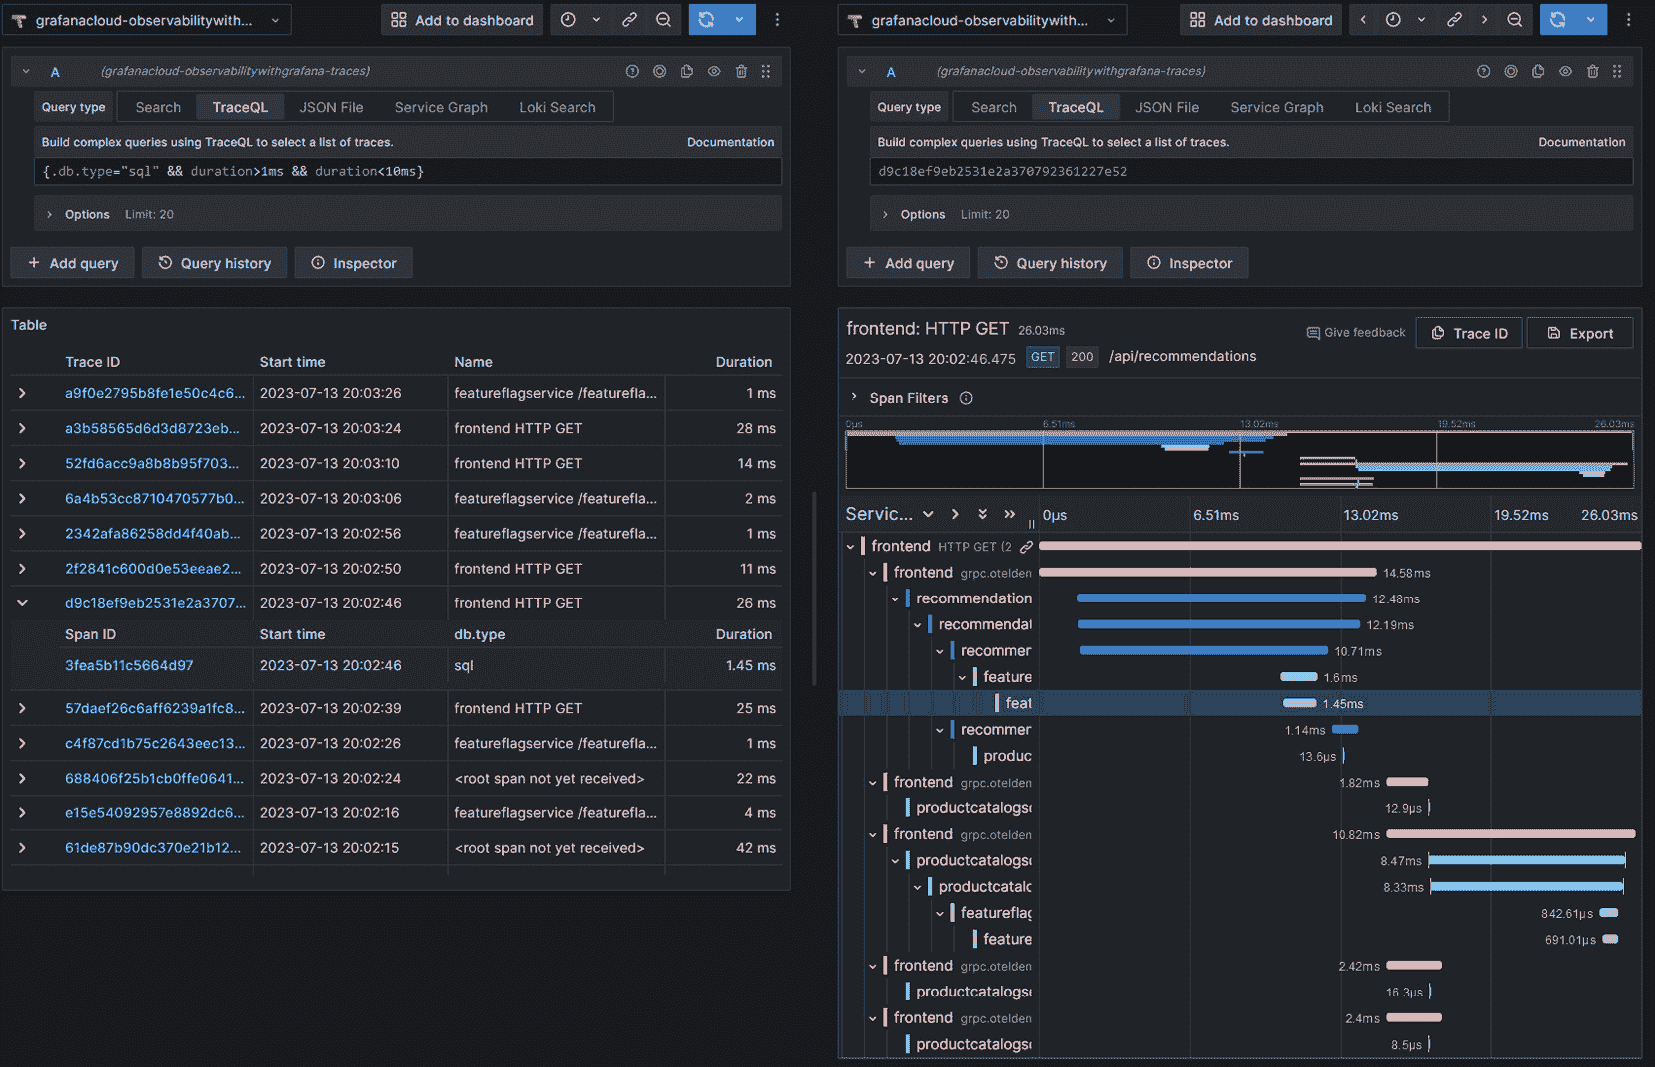 grafanacloud-observabilitywith...
Add to dashboard
A
(grafanacloud-observabilitywithgrafana-traces)
Query type
Search
TraceQL
JSON File
Service Graph
Loki Search
Build complex queries using TraceQL to select a list of traces.
Documentation
{.db.type="sql" && duration>1ms && duration<10ms}
Options Limit: 20
+ Add query
Query history
Inspector
Table
Trace ID Start time Name Duration
a9f0e2795b8fe1e50c4c6... 2023-07-13 20:03:26 featureflagservice /featurefla... 1 ms
a3b58565d6d3d8723eb... 2023-07-13 20:03:24 frontend HTTP GET 28 ms
52fd6acc9a8b8b95f703... 2023-07-13 20:03:10 frontend HTTP GET 14 ms
6a4b53cc8710470577b0... 2023-07-13 20:03:06 featureflagservice /featurefla... 2 ms
2342afa86258dd4f40ab... 2023-07-13 20:02:56 featureflagservice /featurefla... 1 ms
2f2841c600d0e53eeae2... 2023-07-13 20:02:50 frontend HTTP GET 11 ms
d9c18ef9eb2531e2a3707... 2023-07-13 20:02:46 frontend HTTP GET 26 ms
Span ID Start time db.type Duration
3fea5b11c5664d97 2023-07-13 20:02:46 sql 1.45 ms
57daef26c6aff6239a1fc8... 2023-07-13 20:02:39 frontend HTTP GET 25 ms
c4f87cd1b75c2643eec13... 2023-07-13 20:02:26 featureflagservice /featurefla... 1 ms
688406f25b1cb0ffe0641... 2023-07-13 20:02:24 <root span not yet received> 22 ms
e15e54092957e8892dc6... 2023-07-13 20:02:16 featureflagservice /featurefla... 4 ms
61de87b90dc370e21b12... 2023-07-13 20:02:15 <root span not yet received> 42 ms
grafanacloud-observabilitywith...
Add to dashboard
A
(grafanacloud-observabilitywithgrafana-traces)
Query type
Search
TraceQL
JSON File
Service Graph
Loki Search
Build complex queries using TraceQL to select a list of traces.
Documentation
d9c18ef9eb2531e2a370792361227e52
Options Limit: 20
+ Add query
Query history
Inspector
frontend: HTTP GET 26.03ms
Give feedback
Trace ID
Export
2023-07-13 20:02:46.475 GET 200 /api/recommendations
Span Filters
0µs 6.51ms 13.02ms 19.52ms 26.03ms
Servic... 0µs 6.51ms 13.02ms 19.52ms 26.03ms
frontend HTTP GET (2
frontend grpc.otelden 14.58ms
recommendation 12.48ms
recommendat 12.19ms
recommer 10.71ms
feature 1.6ms
feat 1.45ms
recommer 1.14ms
produc 13.6µs
frontend grpc.otelden 1.82ms
productcatalogsc 12.9µs
frontend grpc.otelden 10.82ms
productcatalogsc 8.47ms
productcatalc 8.33ms
featureflag 842.61µs
feature 691.01µs
frontend grpc.otelden 2.42ms
productcatalogsc 16.3µs
frontend grpc.otelden 2.4ms
productcatalogsc 8.5µs